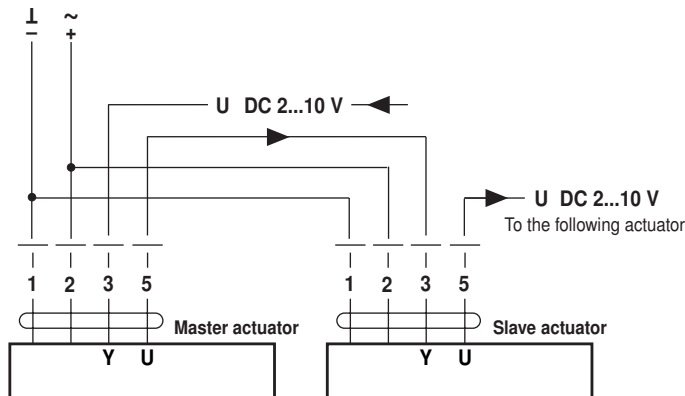 ⊥ ~
– +
U DC 2...10 V
U DC 2...10 V
To the following actuator
1 2 3 5 1 2 3 5
Master actuator Slave actuator
Y U Y U